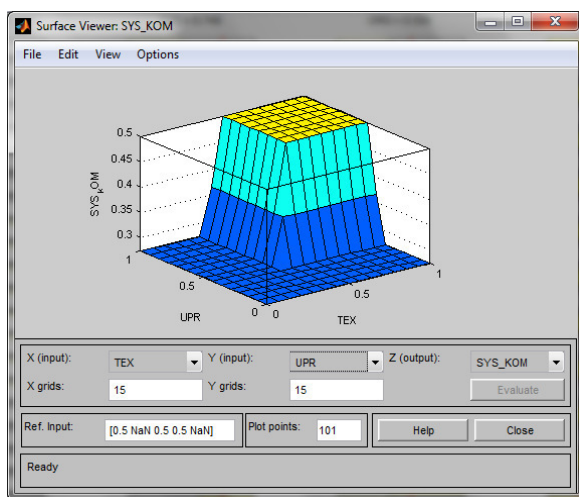 Surface Viewer: SYS_KOM
File Edit View Options
0.5
0.45
0.4
0.35
0.3
SYS_KOM
1
0.5
0
UPR
0
0.5
1
TEX
X (input): TEX Y (input): UPR Z (output): SYS_KOM
X grids: 15 Y grids: 15 Evaluate
Ref. Input: [0.5 NaN 0.5 0.5 NaN] Plot points: 101 Help Close
Ready